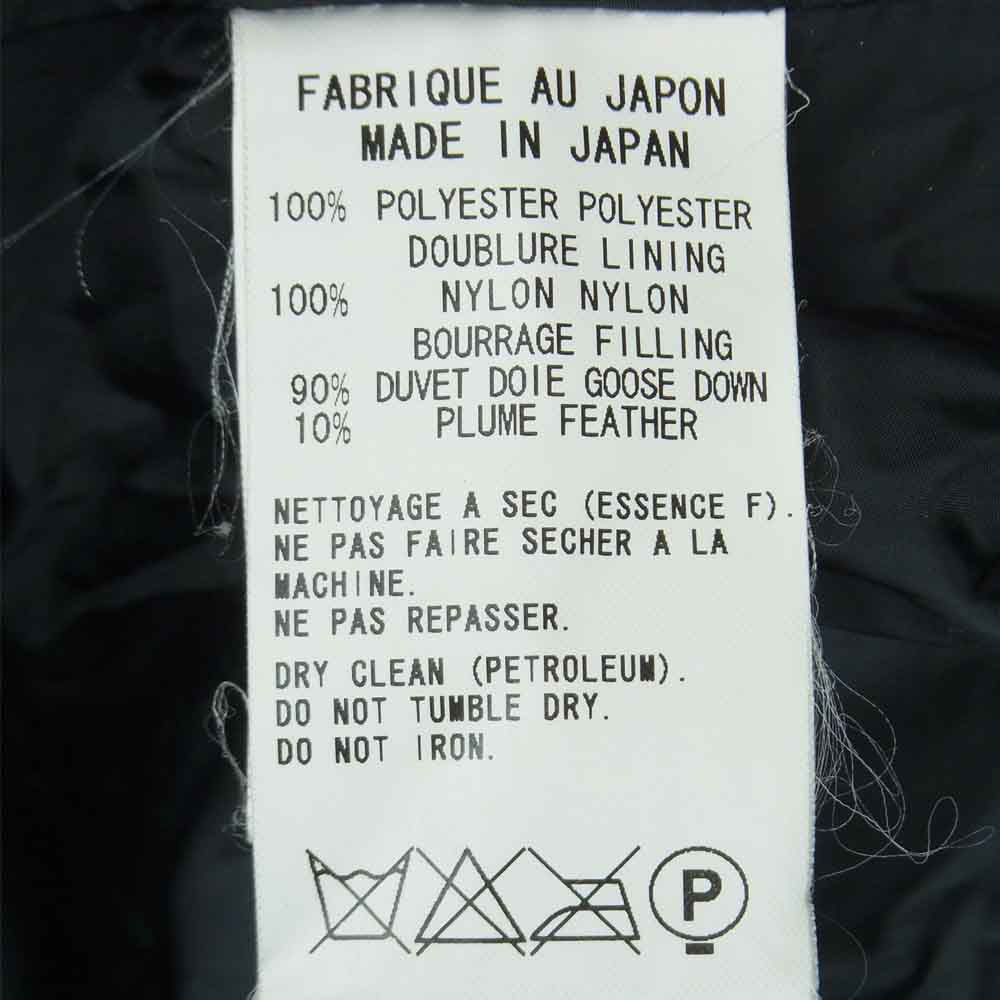 FABRIQUE AU JAPON
MADE IN JAPAN
100% POLYESTER POLYESTER
DOUBLURE LINING
100% NYLON NYLON
BOURRAGE FILLING
90% DUVET DOIE GOOSE DOWN
10% PLUME FEATHER
NETTOYAGE A SEC (ESSENCE F).
NE PAS FAIRE SECHER A LA
MACHINE.
NE PAS REPASSER.
DRY CLEAN (PETROLEUM).
DO NOT TUMBLE DRY.
DO NOT IRON.
P